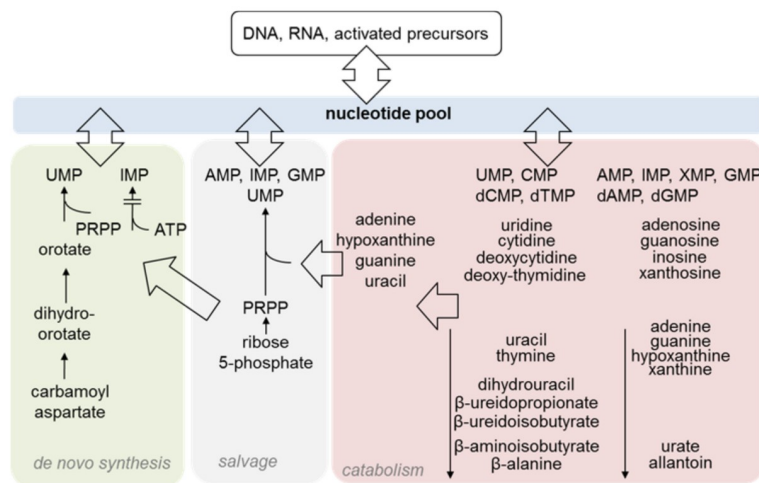 DNA, RNA, activated precursors
nucleotide pool
UMP
IMP
PRPP
ATP
orotate
dihydro-
orotate
carbamoyl
aspartate
de novo synthesis
AMP, IMP, GMP
UMP
PRPP
ribose
5-phosphate
salvage
adenine
hypoxanthine
guanine
uracil
catabolism
UMP, CMP
dCMP, dTMP
uridine
cytidine
deoxycytidine
deoxy-thymidine
uracil
thymine
dihydrouracil
β-ureidopropionate
β-ureidoisobutyrate
β-aminoisobutyrate
β-alanine
AMP, IMP, XMP, GMP
dAMP, dGMP
adenosine
guanosine
inosine
xanthosine
adenine
guanine
hypoxanthine
xanthine
urate
allantoin